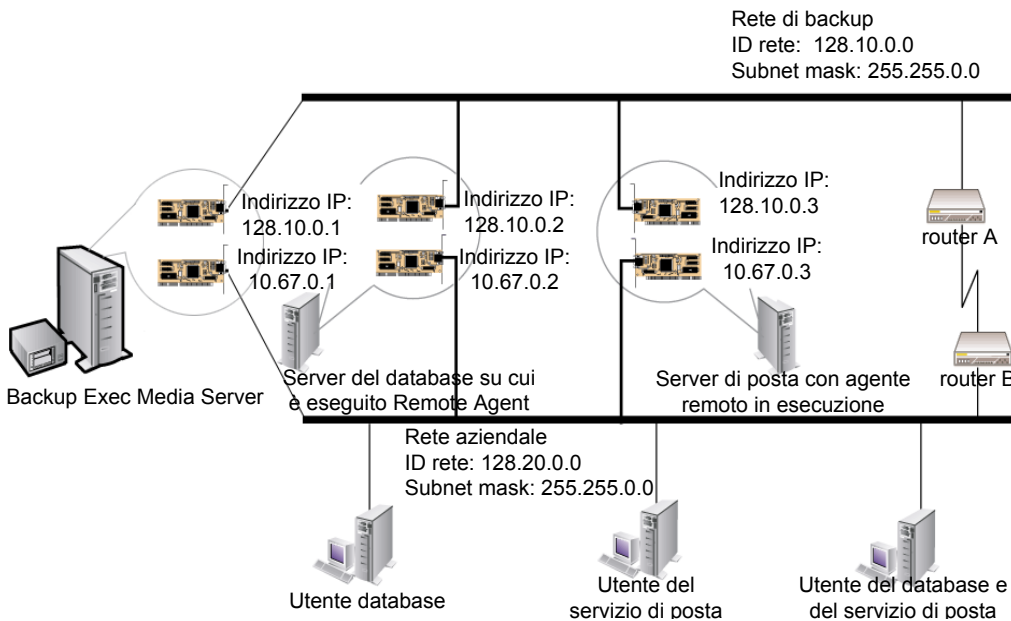 Rete di backup
ID rete: 128.10.0.0
Subnet mask: 255.255.0.0
Indirizzo IP:
128.10.0.1
Indirizzo IP:
10.67.0.1
Indirizzo IP:
128.10.0.2
Indirizzo IP:
10.67.0.2
Indirizzo IP:
128.10.0.3
Indirizzo IP:
10.67.0.3
router A
router B
Backup Exec Media Server
Server del database su cui
è eseguito Remote Agent
Server di posta con agente
remoto in esecuzione
Rete aziendale
ID rete: 128.20.0.0
Subnet mask: 255.255.0.0
Utente database
Utente del
servizio di posta
Utente del database e
del servizio di posta